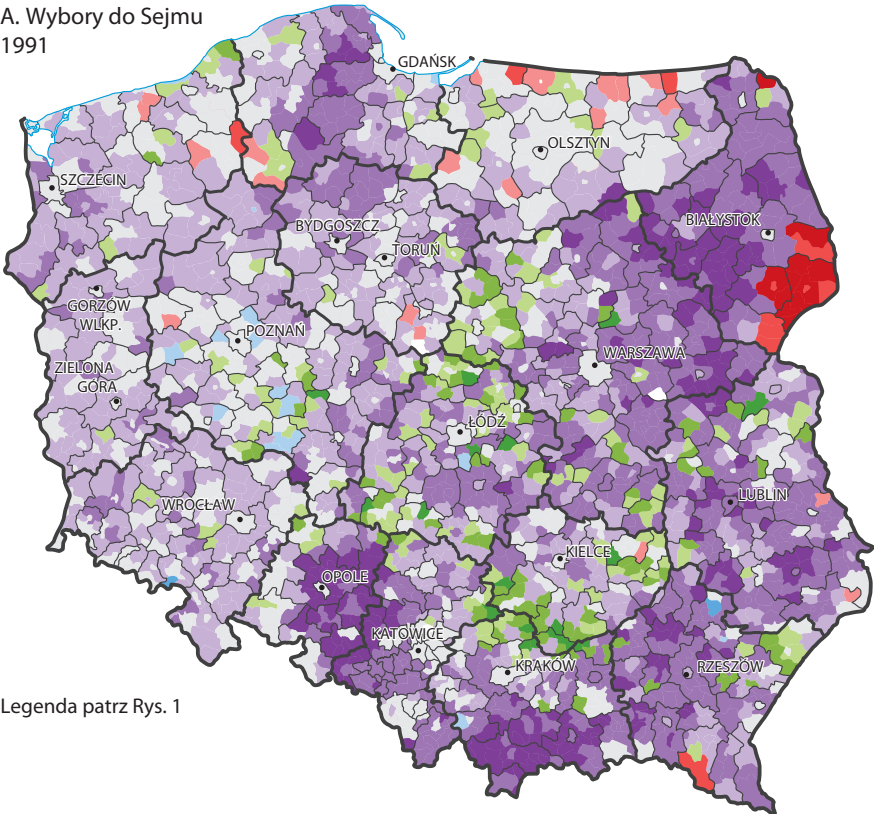 A. Wybory do Sejmu
1991
GDAŃSK
OLSZTYN
SZCZECIN
BIAŁYSTOK
BYDGOSZCZ
TORUŃ
GORZÓW
WLKP.
POZNAŃ
WARSZAWA
ZIELONA
GÓRA
ŁÓDŹ
LUBLIN
WROCŁAW
KIELCE
OPOLE
KATOWICE
KRAKÓW
RZESZÓW
Legenda patrz Rys. 1